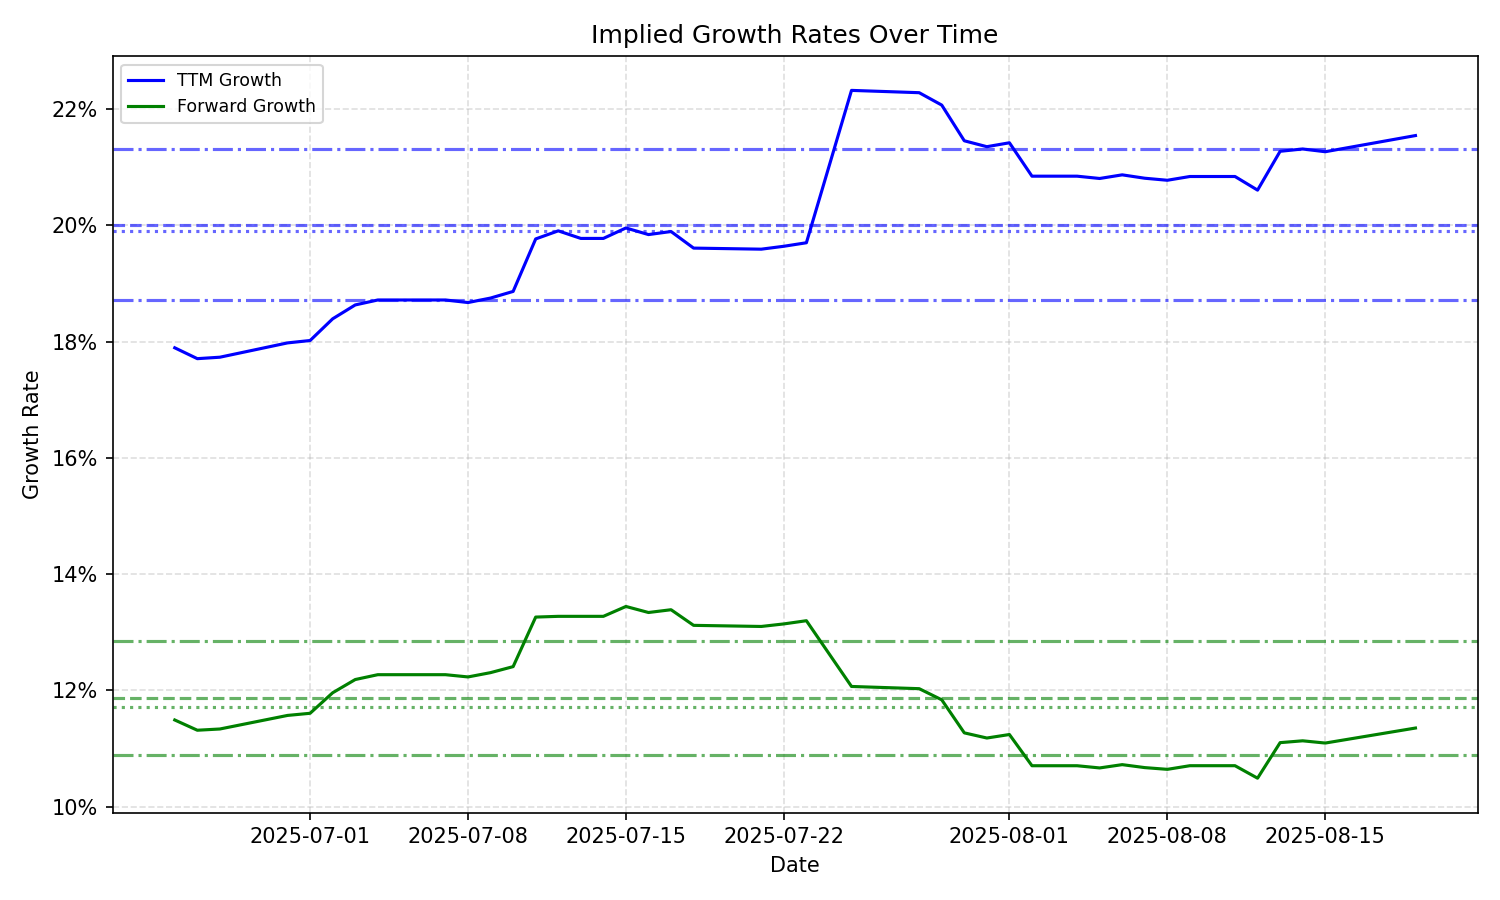 Implied Growth Rates Over Time
TTM Growth
Forward Growth
22%
20%
18%
16%
14%
12%
10%
Growth Rate
2025-07-01
2025-07-08
2025-07-15
2025-07-22
2025-08-01
2025-08-08
2025-08-15
Date